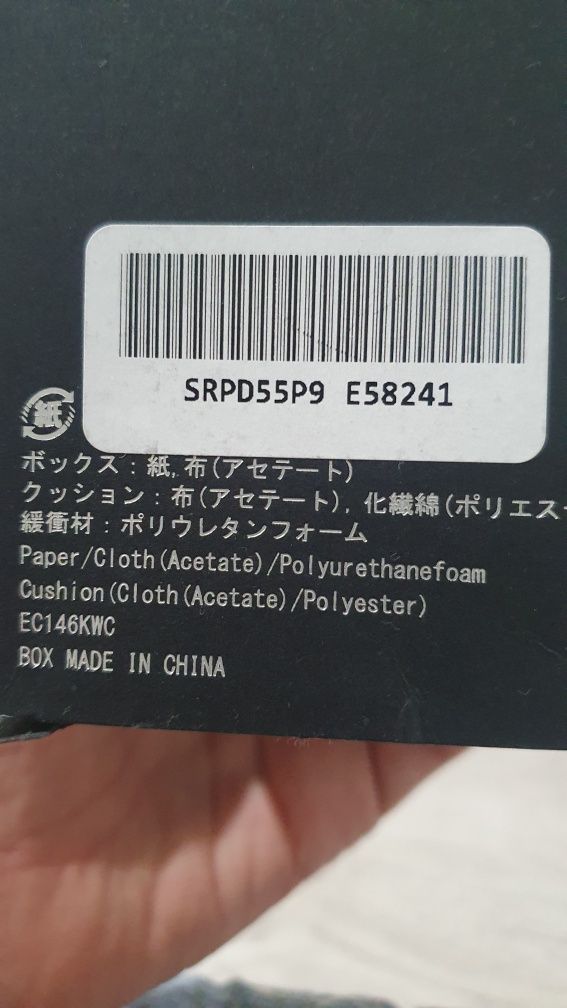 SRPD55P9 E58241
紙
ボックス：紙,布(アセテート)
クッション：布(アセテート),化繊綿(ポリエス
緩衝材：ポリウレタンフォーム
Paper/Cloth(Acetate)/Polyurethanefoam
Cushion(Cloth(Acetate)/Polyester)
EC146KWC
BOX MADE IN CHINA